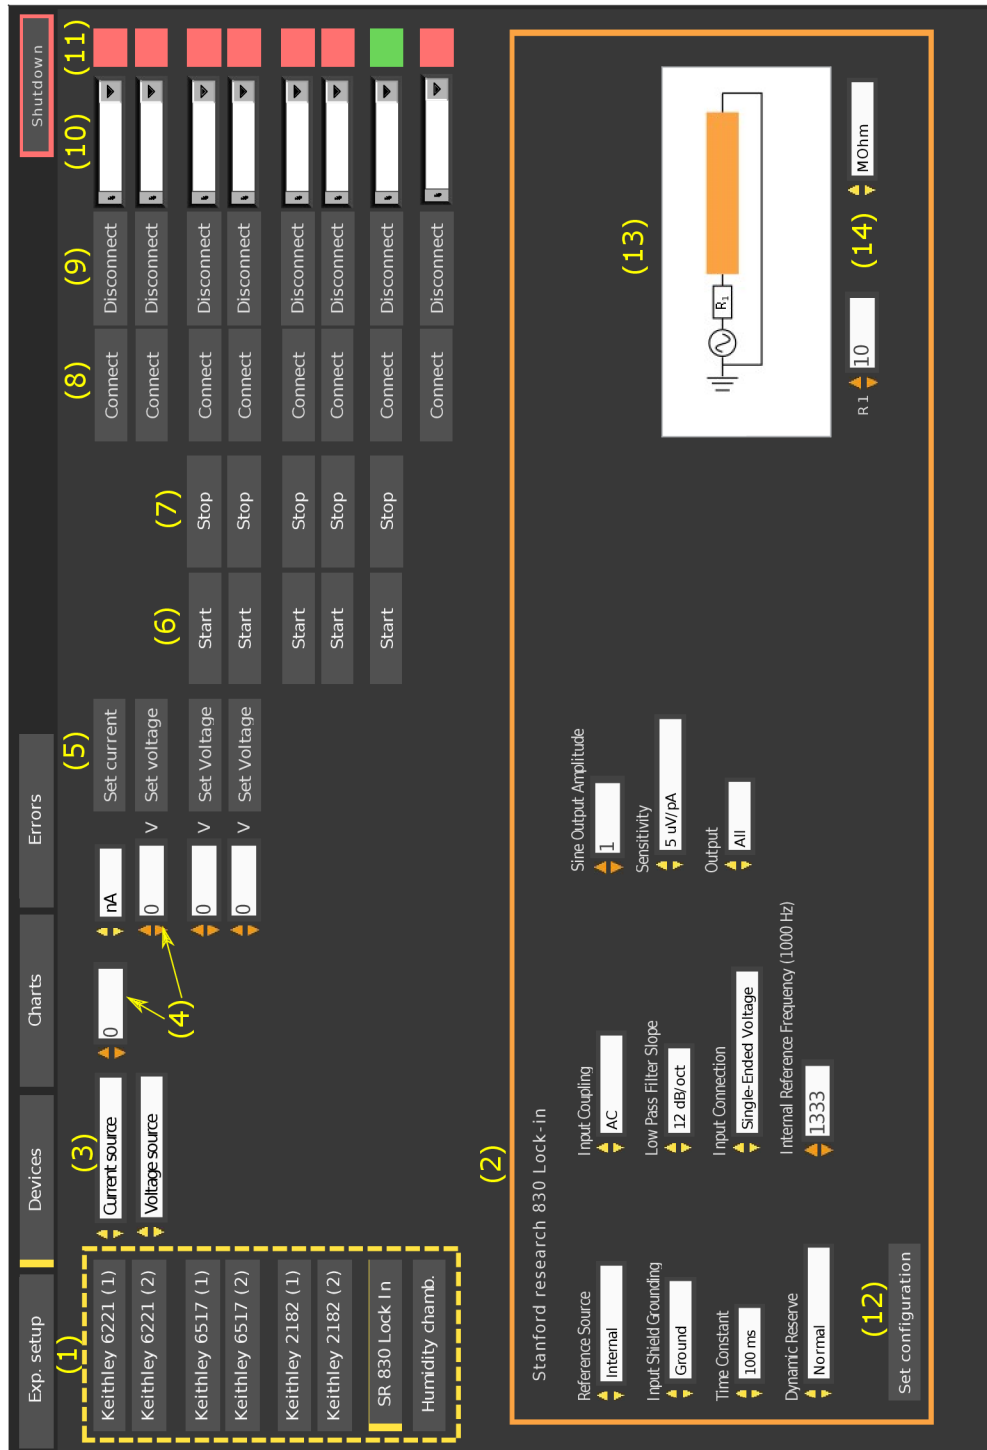 Exp. setup
Devices
Charts
Errors
Shutdown
(1)
(3)
(4)
(5)
(6)
(7)
(8)
(9)
(10)
(11)
Keithley 6221 (1)
Current source
0
nA
Set current
Connect
Disconnect
Keithley 6221 (2)
Voltage source
0
V
Set voltage
Connect
Disconnect
Keithley 6517 (1)
0
V
Set Voltage
Start
Stop
Connect
Disconnect
Keithley 6517 (2)
0
V
Set Voltage
Start
Stop
Connect
Disconnect
Keithley 2182 (1)
Start
Stop
Connect
Disconnect
Keithley 2182 (2)
Start
Stop
Connect
Disconnect
SR 830 Lock In
Start
Stop
Connect
Disconnect
Humidity chamb.
Connect
Disconnect
(2)
Stanford research 830 Lock-in
Reference Source
Internal
Input Shield Grounding
Ground
Time Constant
100 ms
Dynamic Reserve
Normal
Input Coupling
AC
Low Pass Filter Slope
12 dB/oct
Input Connection
Single-Ended Voltage
Internal Reference Frequency (1000 Hz)
1333
Sine Output Amplitude
1
Sensitivity
5 uV/pA
Output
All
(13)
R1
R1
10
(14)
MOhm
(12)
Set configuration